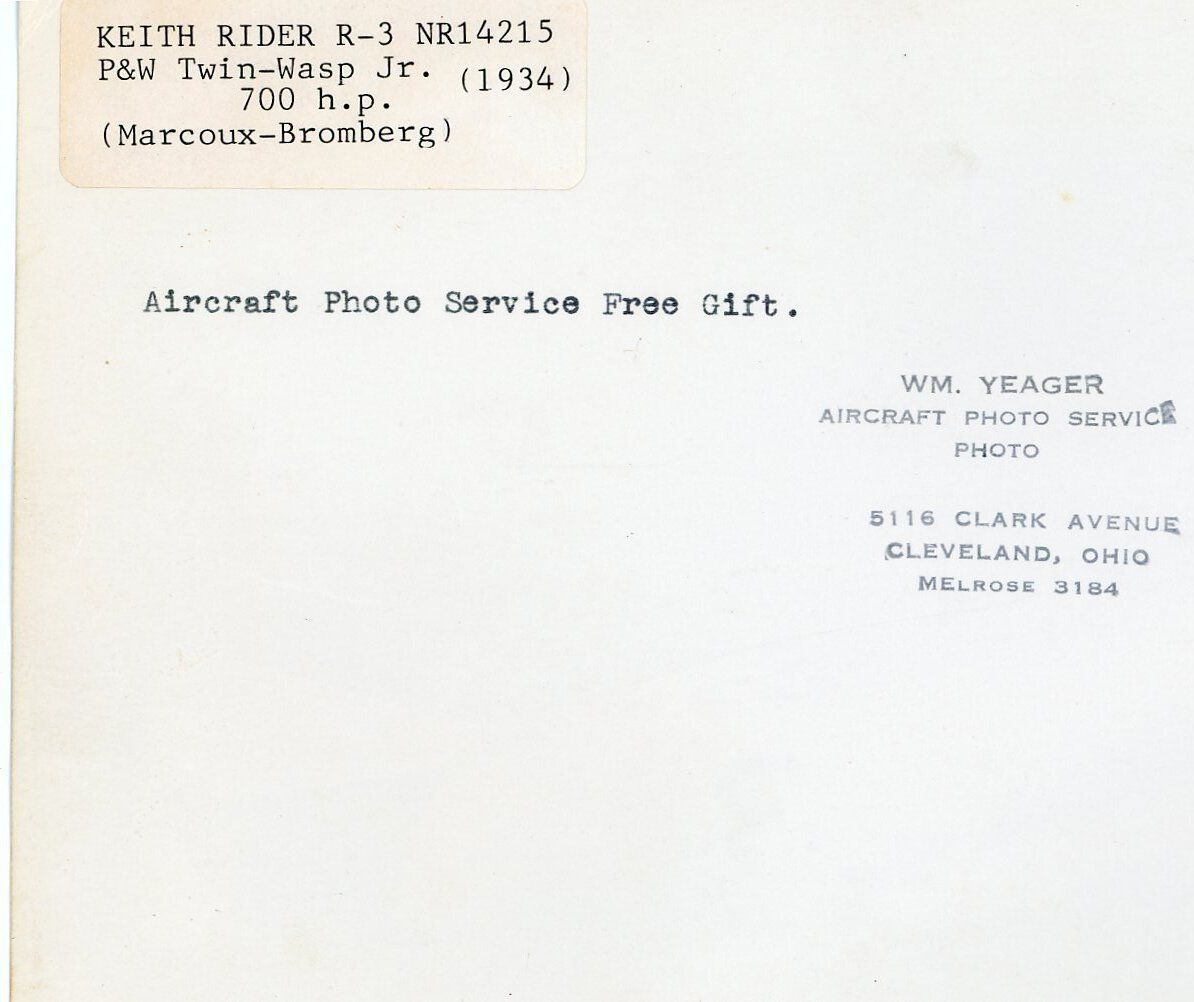 KEITH RIDER R-3 NR14215
P&W Twin-Wasp Jr. (1934)
700 h.p.
(Marcoux-Bromberg)
Aircraft Photo Service Free Gift.
WM. YEAGER
AIRCRAFT PHOTO SERVICE
PHOTO
5116 CLARK AVENUE
CLEVELAND, OHIO
MELROSE 3184